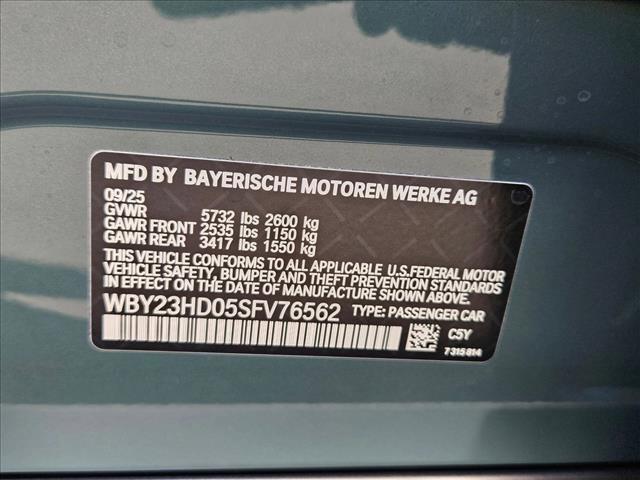 MFD BY BAYERISCHE MOTOREN WERKE AG
09/25
GVWR 5732 lbs 2600 kg
GAWR FRONT 2535 lbs 1150 kg
GAWR REAR 3417 lbs 1550 kg
THIS VEHICLE CONFORMS TO ALL APPLICABLE U.S.FEDERAL MOTOR
VEHICLE SAFETY, BUMPER, AND THEFT PREVENTION STANDARDS
IN EFFECT ON THE DATE OF MANUFACTURE SHOWN ABOVE.
WBY23HD05SFV76562 TYPE: PASSENGER CAR
C5Y
7315814